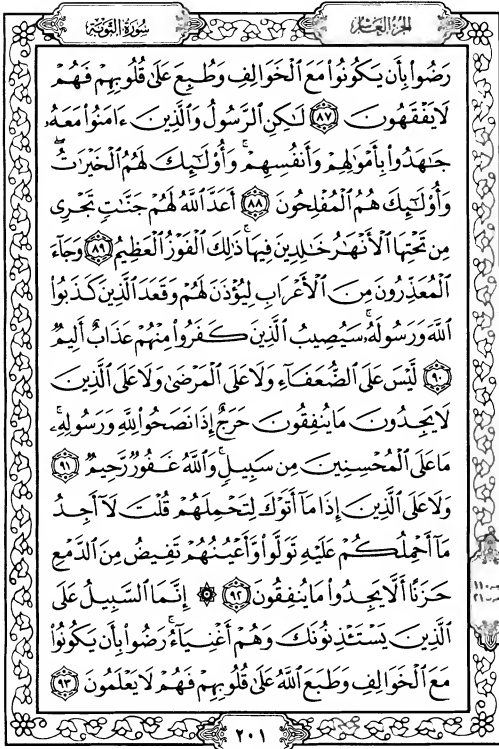 الجزء العاشر
سورة التوبة
رَضُوا۟ بِأَن يَكُونُوا۟ مَعَ ٱلْخَوَالِفِ وَطُبِعَ عَلَىٰ قُلُوبِهِمْ فَهُمْ
لَا يَفْقَهُونَ ٨٧ لَـٰكِنِ ٱلرَّسُولُ وَٱلَّذِينَ ءَامَنُوا۟ مَعَهُۥ
جَـٰهَدُوا۟ بِأَمْوَٰلِهِمْ وَأَنفُسِهِمْ ۚ وَأُو۟لَـٰٓئِكَ لَهُمُ ٱلْخَيْرَٰتُ ۖ
وَأُو۟لَـٰٓئِكَ هُمُ ٱلْمُفْلِحُونَ ٨٨ أَعَدَّ ٱللَّهُ لَهُمْ جَنَّـٰتٍ تَجْرِى
مِن تَحْتِهَا ٱلْأَنْهَـٰرُ خَـٰلِدِينَ فِيهَا ۚ ذَٰلِكَ ٱلْفَوْزُ ٱلْعَظِيمُ ٨٩ وَجَآءَ
ٱلْمُعَذِّرُونَ مِنَ ٱلْأَعْرَابِ لِيُؤْذَنَ لَهُمْ وَقَعَدَ ٱلَّذِينَ كَذَبُوا۟
ٱللَّهَ وَرَسُولَهُۥ ۚ سَيُصِيبُ ٱلَّذِينَ كَفَرُوا۟ مِنْهُمْ عَذَابٌ أَلِيمٌ
٩٠ لَّيْسَ عَلَى ٱلضُّعَفَآءِ وَلَا عَلَى ٱلْمَرْضَىٰ وَلَا عَلَى ٱلَّذِينَ
لَا يَجِدُونَ مَا يُنفِقُونَ حَرَجٌ إِذَا نَصَحُوا۟ لِلَّهِ وَرَسُولِهِۦ ۚ
مَا عَلَى ٱلْمُحْسِنِينَ مِن سَبِيلٍ ۚ وَٱللَّهُ غَفُورٌ رَّحِيمٌ ٩١
وَلَا عَلَى ٱلَّذِينَ إِذَا مَآ أَتَوْكَ لِتَحْمِلَهُمْ قُلْتَ لَآ أَجِدُ
مَآ أَحْمِلُكُمْ عَلَيْهِ تَوَلَّوا۟ وَّأَعْيُنُهُمْ تَفِيضُ مِنَ ٱلدَّمْعِ
حَزَنًا أَلَّا يَجِدُوا۟ مَا يُنفِقُونَ ٩٢ ۞ إِنَّمَا ٱلسَّبِيلُ عَلَى
ٱلَّذِينَ يَسْتَـْٔذِنُونَكَ وَهُمْ أَغْنِيَآءُ ۚ رَضُوا۟ بِأَن يَكُونُوا۟
مَعَ ٱلْخَوَالِفِ وَطَبَعَ ٱللَّهُ عَلَىٰ قُلُوبِهِمْ فَهُمْ لَا يَعْلَمُونَ ٩٣
٢٠١